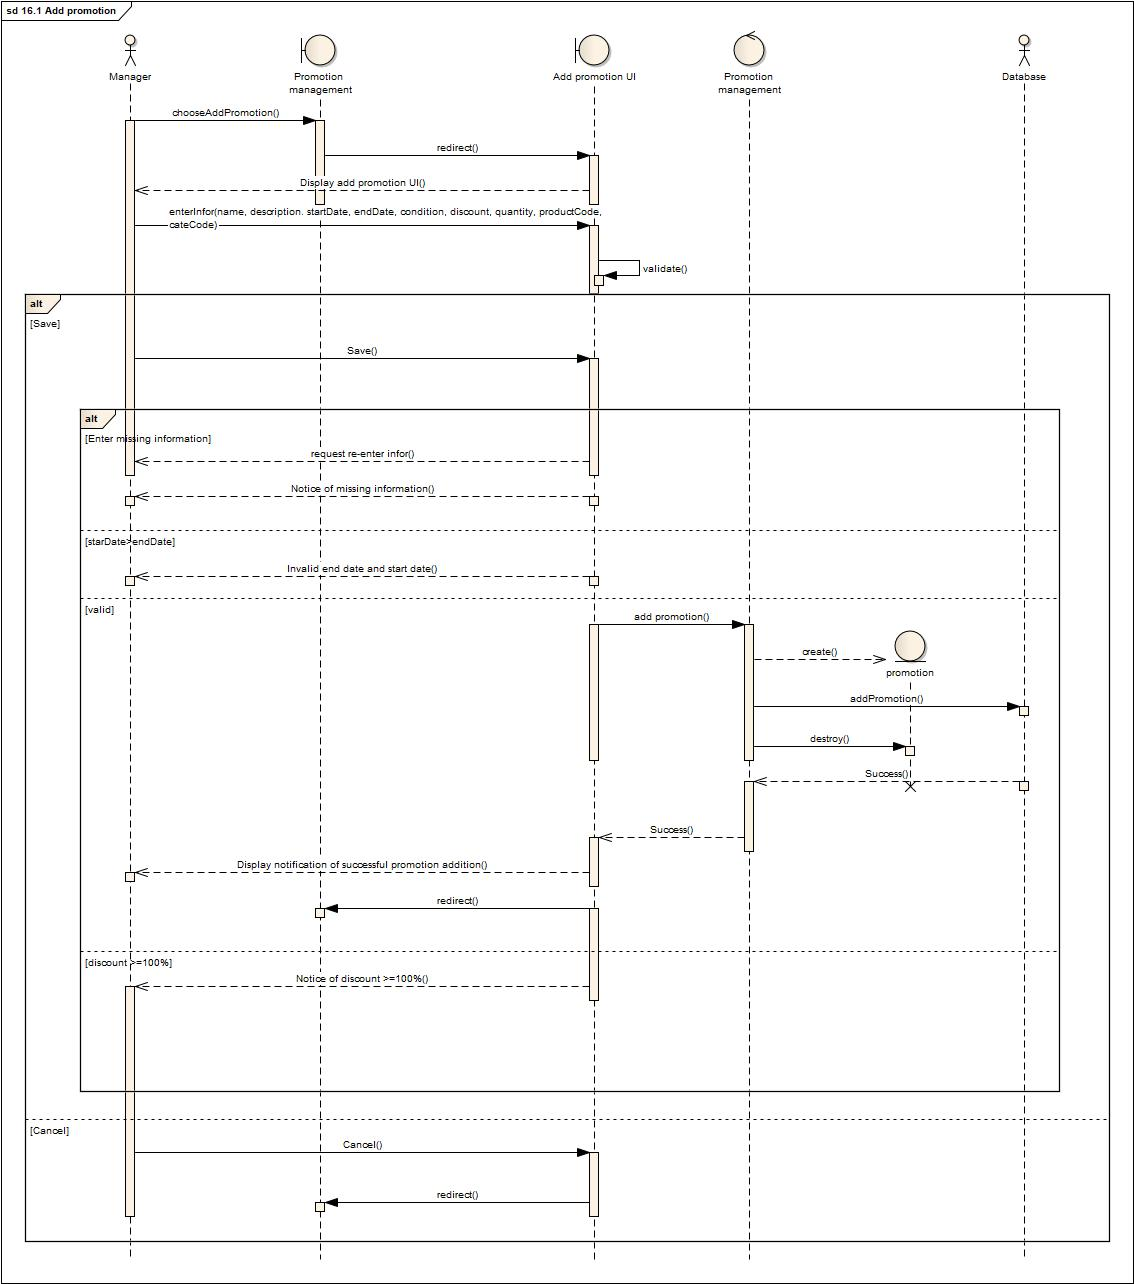 sd 16.1 Add promotion
Manager
Promotion
management
Add promotion UI
Promotion
management
Database
chooseAddPromotion()
redirect()
Display add promotion UI()
enterInfor(name, description. startDate, endDate, condition, discount, quantity, productCode,
cateCode)
validate()
alt
[Save]
Save()
alt
[Enter missing information]
request re-enter infor()
Notice of missing information()
[starDate>endDate]
Invalid end date and start date()
[valid]
add promotion()
create()
promotion
addPromotion()
destroy()
Success()
Success()
Display notification of successful promotion addition()
redirect()
[discount >=100%]
Notice of discount >=100%()
[Cancel]
Cancel()
redirect()